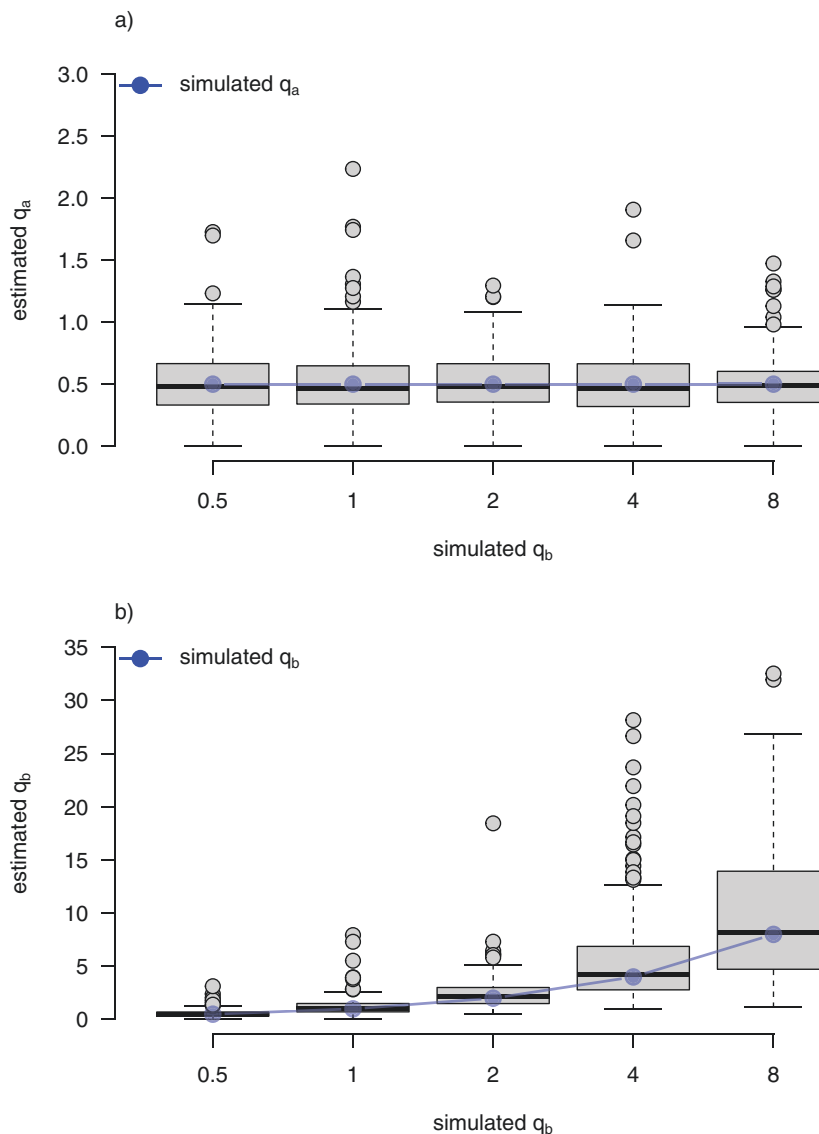 a)
simulated qa
3.0
2.5
2.0
1.5
1.0
0.5
0.0
estimated qa
0.5 1 2 4 8
simulated qb
b)
simulated qb
35
30
25
20
15
10
5
0
estimated qb
0.5 1 2 4 8
simulated qb